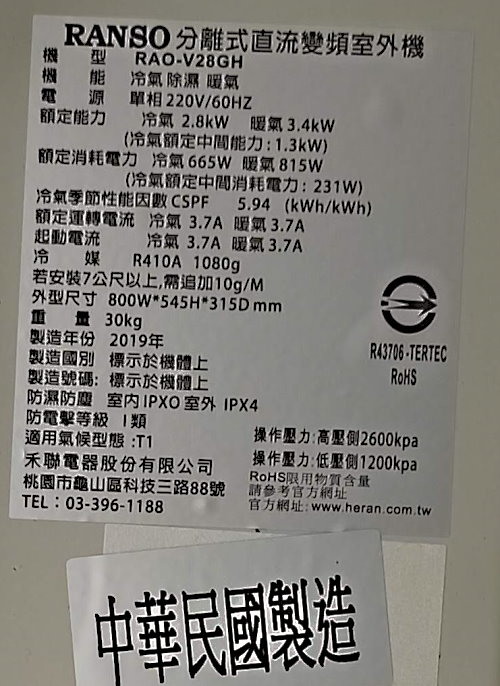 RANSO 分離式直流變頻室外機
機 型 RAO-V28GH
機 能 冷氣 除濕 暖氣
電 源 單相220V/60HZ
額定能力 冷氣 2.8kW 暖氣 3.4kW
(冷氣額定中間能力:1.3kW)
額定消耗電力 冷氣 665W 暖氣 815W
(冷氣額定中間消耗電力: 231W)
冷氣季節性能因數 CSPF 5.94 (kWh/kWh)
額定運轉電流 冷氣 3.7A 暖氣 3.7A
起動電流 冷氣 3.7A 暖氣 3.7A
冷 媒 R410A 1080g
若安裝7公尺以上,需追加10g/M
外型尺寸 800W*545H*315D mm
重 量 30kg
製造年份 2019年
製造國別 標示於機體上
製造號碼: 標示於機體上
防濕防塵 室內IPX0 室外 IPX4
防電擊等級 I 類
適用氣候型態 :T1
禾聯電器股份有限公司
桃園市龜山區科技三路88號
TEL:03-396-1188
R43706-TERTEC
RoHS
操作壓力:高壓側2600kpa
操作壓力:低壓側1200kpa
RoHS限用物質含量
請參考官方網址
官方網址:www.heran.com.tw
中華民國製造